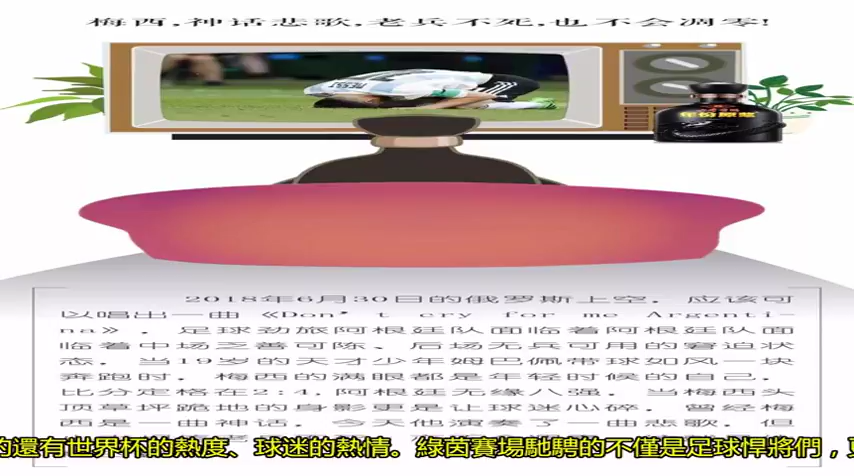 梅西,神话悲歌,老兵不死,也不会凋零!
年份原浆
2018年6月30日的俄罗斯上空，应该可
以唱出一曲《Don’t cry for me Argenti-
na》，足球劲旅阿根廷队面临着阿根廷队面
临着中场乏善可陈、后场无兵可用的窘迫状
态，当19岁的天才少年姆巴佩带球如风一块
奔跑时，梅西的满眼都是年轻时候的自己，
比分定格在2:4,阿根廷无缘八强，当梅西头
顶草坪跪地的身影更是让球迷心碎，曾经梅
西是一曲神话，今天他演奏了一曲悲歌，但
的還有世界杯的熱度、球迷的熱情。綠茵賽場馳騁的不僅是足球悍將們，